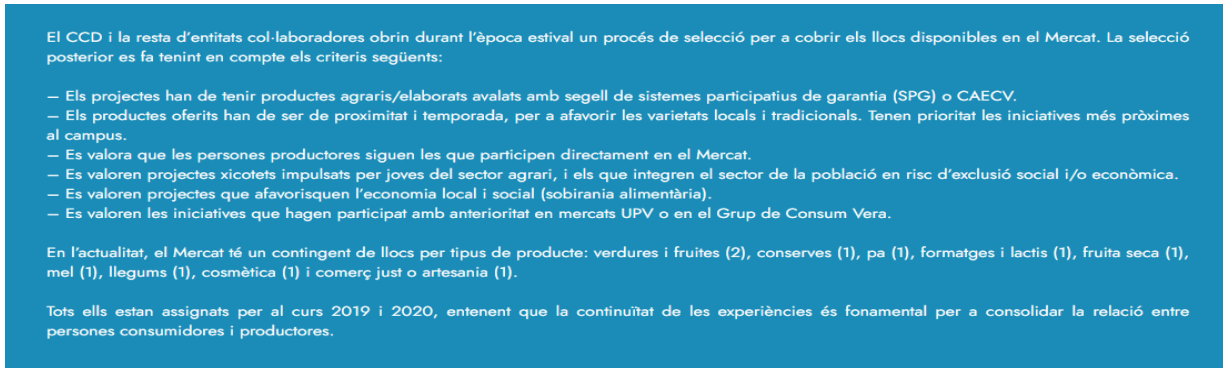 El CCD i la resta d'entitats col·laboradores obrin durant l'època estival un procés de selecció per a cobrir els llocs disponibles en el Mercat. La selecció
posterior es fa tenint en compte els criteris següents:
– Els projectes han de tenir productes agraris/elaborats avalats amb segell de sistemes participatius de garantia (SPG) o CAECV.
– Els productes oferits han de ser de proximitat i temporada, per a afavorir les varietats locals i tradicionals. Tenen prioritat les iniciatives més pròximes
al campus.
– Es valora que les persones productores siguen les que participen directament en el Mercat.
– Es valoren projectes xicotets impulsats per joves del sector agrari, i els que integren el sector de la població en risc d'exclusió social i/o econòmica.
– Es valoren projectes que afavorisquen l'economia local i social (sobirania alimentària).
– Es valoren les iniciatives que hagen participat amb anterioritat en mercats UPV o en el Grup de Consum Vera.
En l'actualitat, el Mercat té un contingent de llocs per tipus de producte: verdures i fruites (2), conserves (1), pa (1), formatges i lactis (1), fruita seca (1),
mel (1), llegums (1), cosmètica (1) i comerç just o artesania (1).
Tots ells estan assignats per al curs 2019 i 2020, entenent que la continuïtat de les experiències és fonamental per a consolidar la relació entre
persones consumidores i productores.